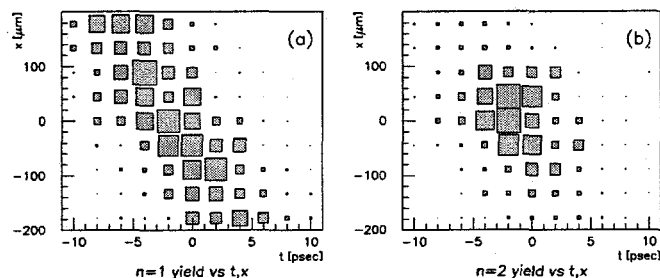 x [μm]
(a)
100
0
-100
-200
-10
-5
0
5
10
t [psec]
n=1 yield vs t,x
x [μm]
(b)
100
0
-100
-200
-10
-5
0
5
10
t [psec]
n=2 yield vs t,x